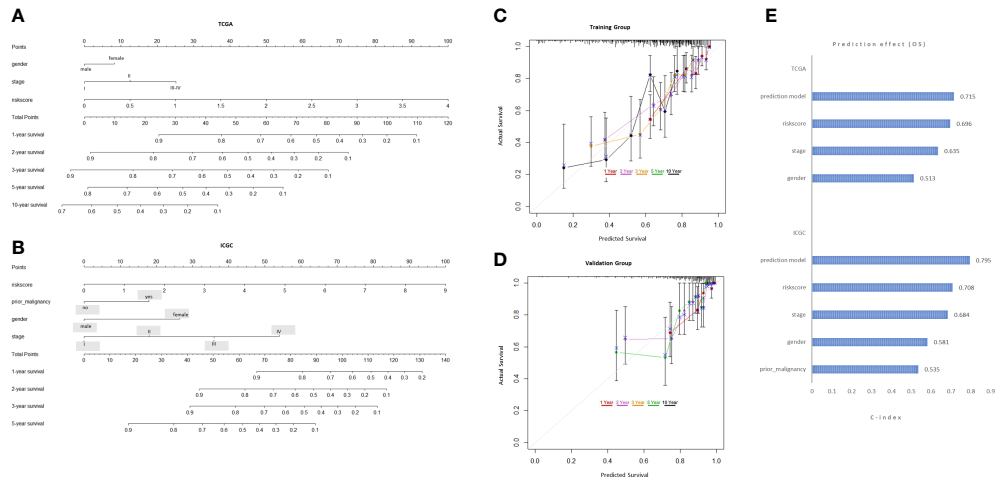 A
TCGA
Points
0 10 20 30 40 50 60 70 80 90 100
gender
female
male
stage
II
I
III-IV
riskscore
0 0.5 1 1.5 2 2.5 3 3.5 4
Total Points
0 10 20 30 40 50 60 70 80 90 100 110 120
1-year survival
0.9 0.8 0.7 0.6 0.5 0.4 0.3 0.2 0.1
2-year survival
0.9 0.8 0.7 0.6 0.5 0.4 0.3 0.2 0.1
3-year survival
0.9 0.8 0.7 0.6 0.5 0.4 0.3 0.2 0.1
5-year survival
0.8 0.7 0.6 0.5 0.4 0.3 0.2 0.1
10-year survival
0.7 0.6 0.5 0.4 0.3 0.2 0.1
B
ICGC
Points
0 10 20 30 40 50 60 70 80 90 100
riskscore
0 1 2 3 4 5 6 7 8 9
prior_malignancy
yes
no
gender
female
male
stage
II
IV
I
III
Total Points
0 10 20 30 40 50 60 70 80 90 100 110 120 130 140
1-year survival
0.9 0.8 0.7 0.6 0.5 0.4 0.3 0.2 0.1
2-year survival
0.9 0.8 0.7 0.6 0.5 0.4 0.3 0.2 0.1
3-year survival
0.9 0.8 0.7 0.6 0.5 0.4 0.3 0.2 0.1
5-year survival
0.9 0.8 0.7 0.6 0.5 0.4 0.3 0.2 0.1
C
Training Group
Actual Survival
1.0
0.8
0.6
0.4
0.2
0.0
1 Year 2 Year 3 Year 5 Year 10 Year
0.0 0.2 0.4 0.6 0.8 1.0
Predicted Survival
D
Validation Group
Actual Survival
1.0
0.8
0.6
0.4
0.2
0.0
1 Year 2 Year 3 Year 5 Year 10 Year
0.0 0.2 0.4 0.6 0.8 1.0
Predicted Survival
E
Prediction effect (OS)
TCGA
prediction model 0.715
riskscore 0.696
stage 0.635
gender 0.513
ICGC
prediction model 0.795
riskscore 0.708
stage 0.684
gender 0.581
prior_malignancy 0.535
0 0.1 0.2 0.3 0.4 0.5 0.6 0.7 0.8 0.9
C-index